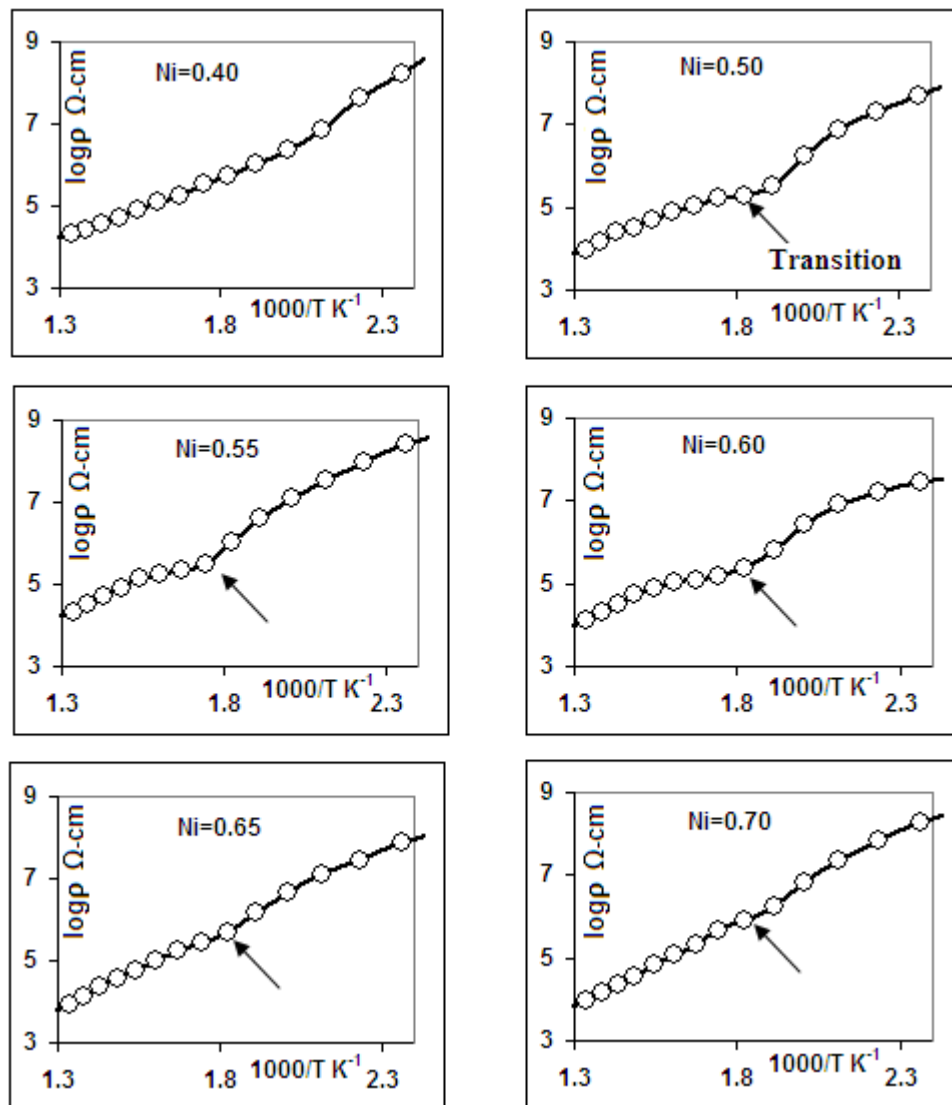 9
Ni=0.40
7
logρ Ω-cm
5
3
1000/T K-1
1.3
1.8
2.3
9
Ni=0.50
7
logρ Ω-cm
5
Transition
3
1000/T K-1
1.3
1.8
2.3
9
Ni=0.55
7
logρ Ω-cm
5
3
1000/T K-1
1.3
1.8
2.3
9
Ni=0.60
7
logρ Ω-cm
5
3
1000/T K-1
1.3
1.8
2.3
9
Ni=0.65
7
logρ Ω-cm
5
3
1000/T K-1
1.3
1.8
2.3
9
Ni=0.70
7
logρ Ω-cm
5
3
1000/T K-1
1.3
1.8
2.3